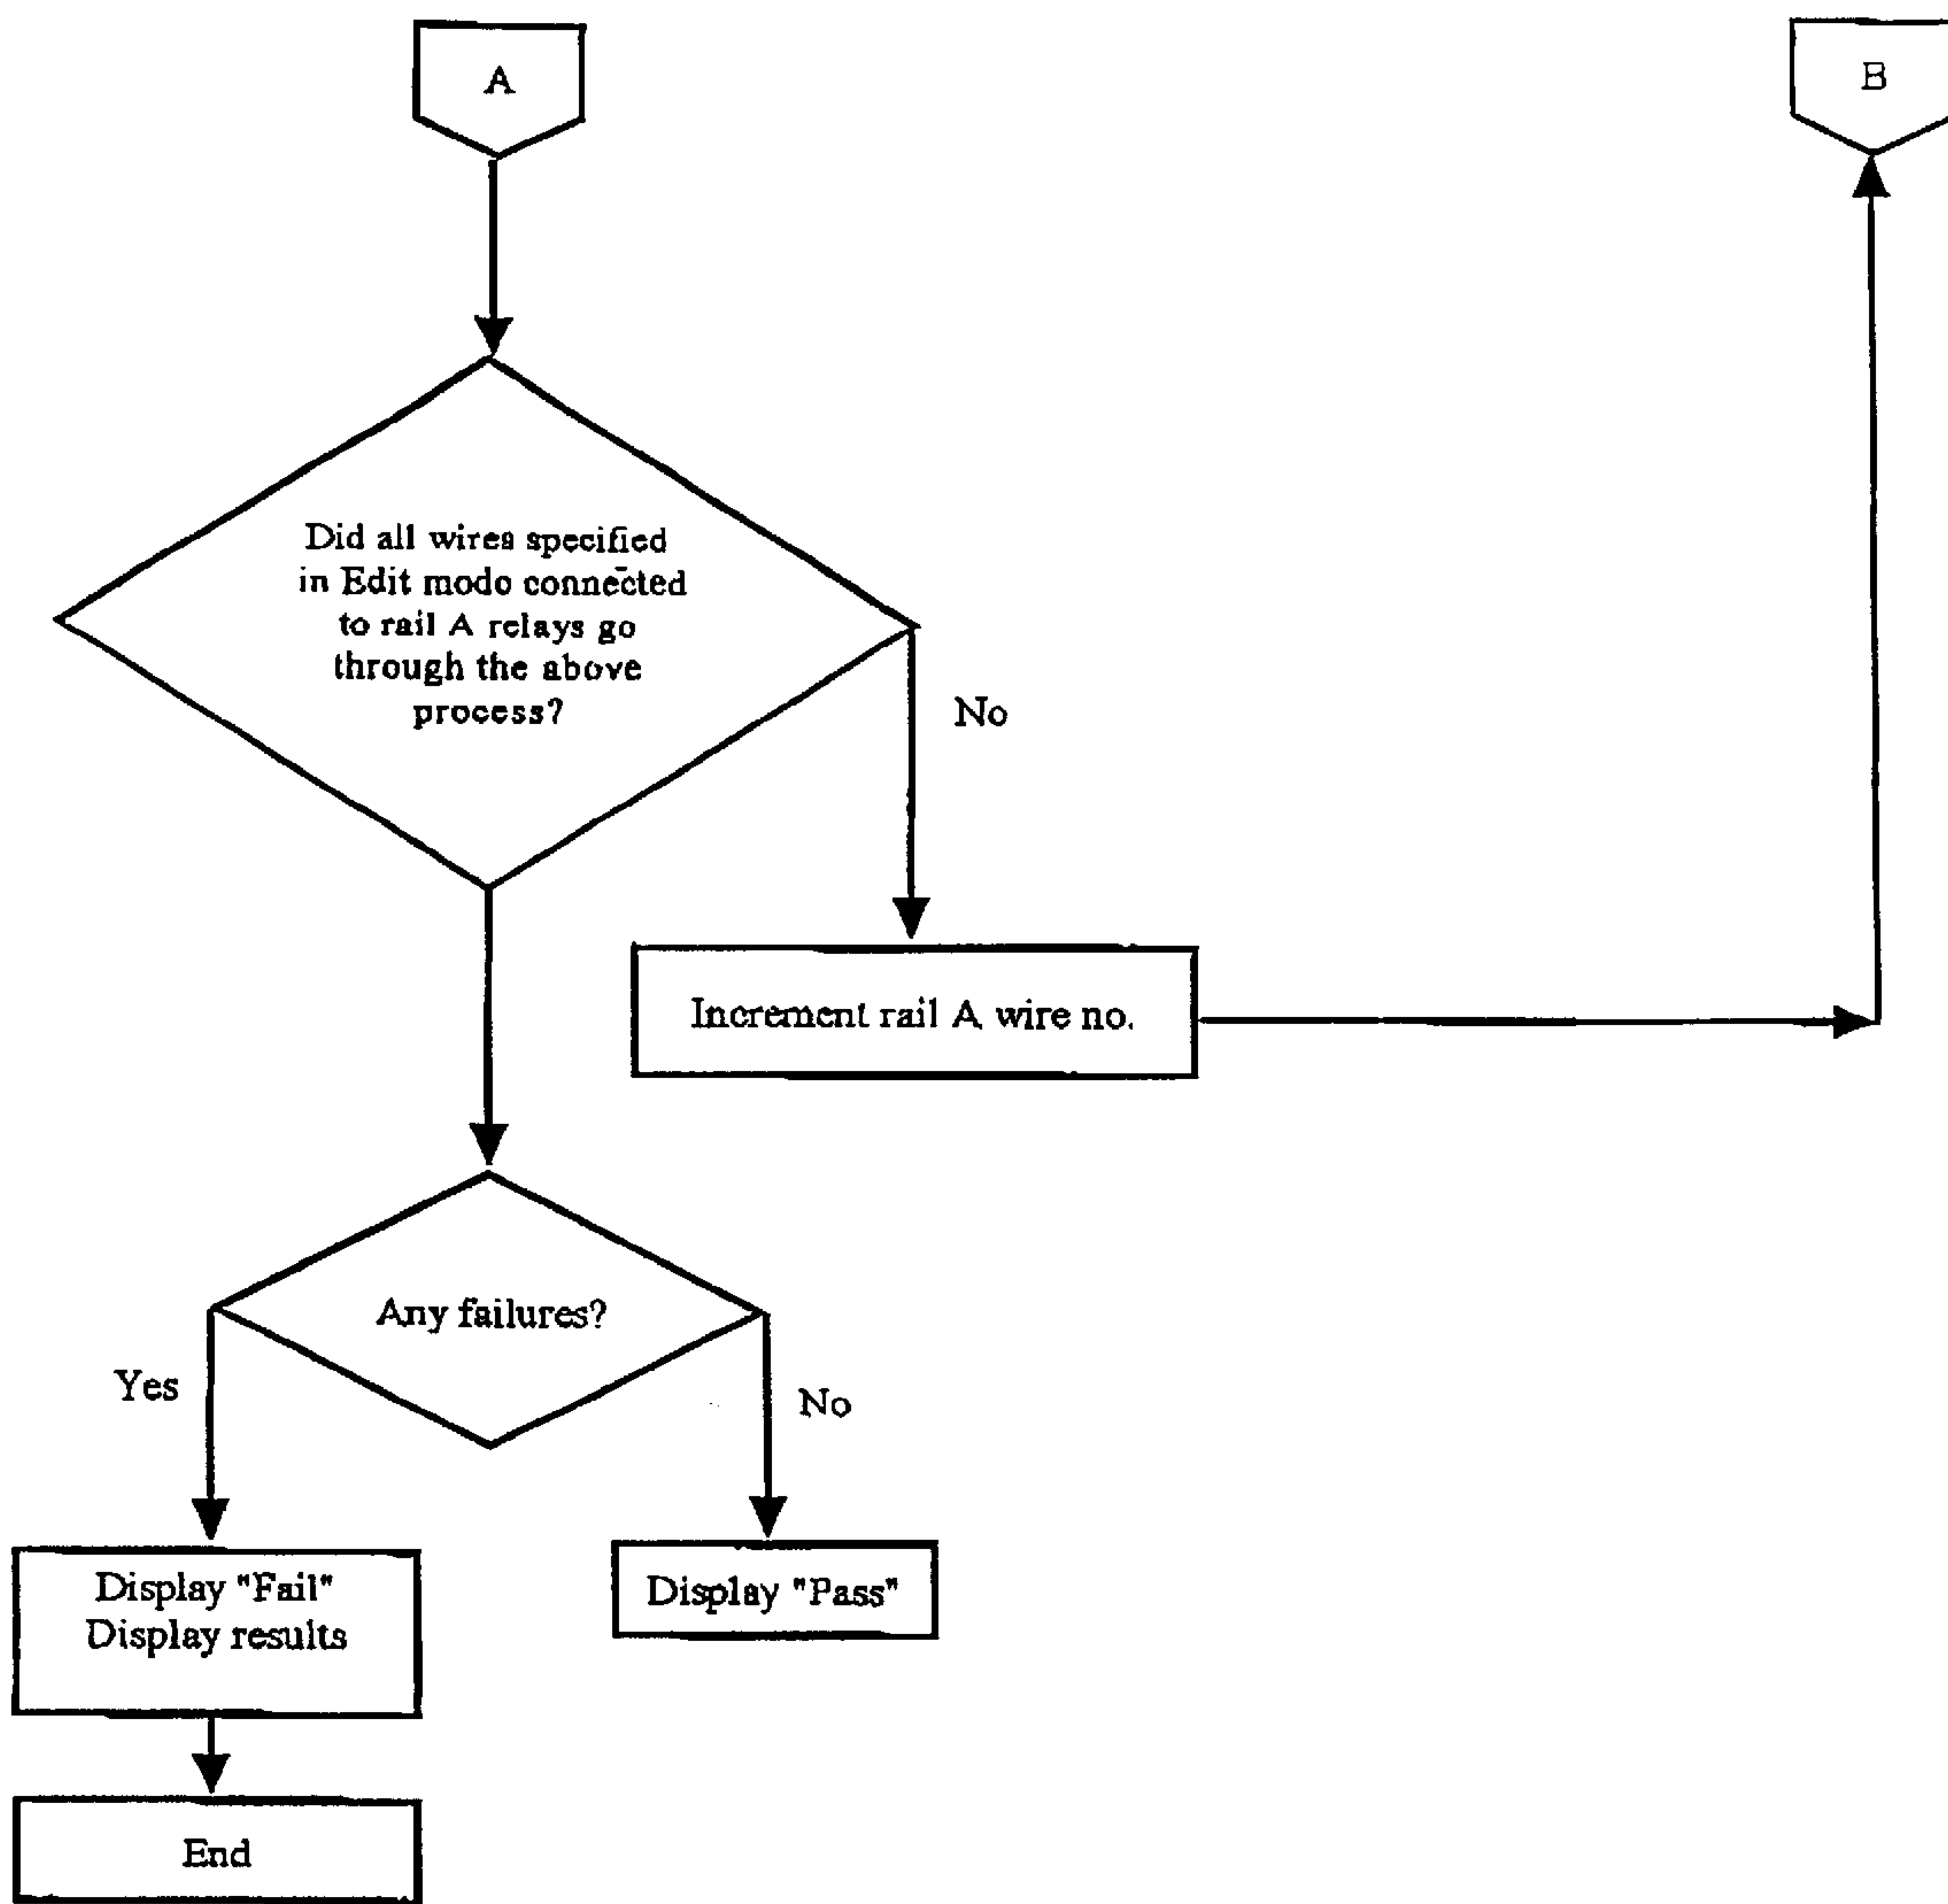 A
B
Did all wires specified
in Edit mode connected
to rail A relays go
through the above
process?
No
Increment rail A wire no.
Any failures?
Yes
No
Display "Fail"
Display results
Display "Pass"
End